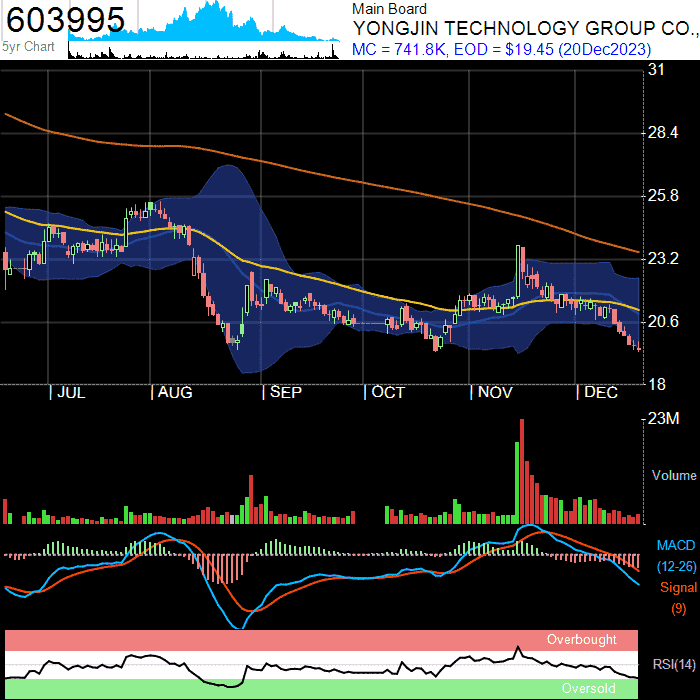 603995
5yr Chart
Main Board
YONGJIN TECHNOLOGY GROUP CO.,
MC = 741.8K, EOD = $19.45 (20Dec2023)
31
28.4
25.8
23.2
20.6
18
| JUL | AUG | SEP | OCT | NOV | DEC
23M
Volume
MACD
(12-26)
Signal
(9)
Overbought
RSI(14)
Oversold